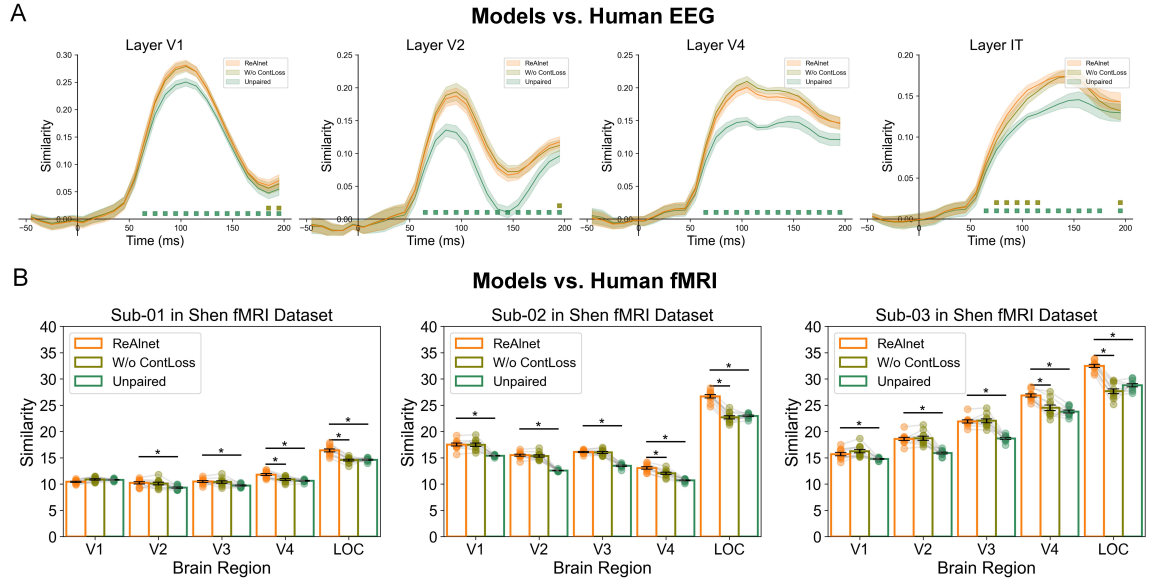 A
Models vs. Human EEG
Layer V1
Layer V2
Layer V4
Layer IT
Similarity
0.30
0.25
0.20
0.15
0.10
0.05
0.00
−50
0
50
100
150
200
Time (ms)
ReAlnet
W/o ContLoss
Unpaired
Similarity
0.25
0.20
0.15
0.10
0.05
0.00
−50
0
50
100
150
200
Time (ms)
ReAlnet
W/o ContLoss
Unpaired
Similarity
0.25
0.20
0.15
0.10
0.05
0.00
−50
0
50
100
150
200
Time (ms)
ReAlnet
W/o ContLoss
Unpaired
Similarity
0.20
0.15
0.10
0.05
0.00
−50
0
50
100
150
200
Time (ms)
ReAlnet
W/o ContLoss
Unpaired
B
Models vs. Human fMRI
Sub-01 in Shen fMRI Dataset
Similarity
40
35
30
25
20
15
10
5
0
ReAlnet
W/o ContLoss
Unpaired
* * * * * *
V1 V2 V3 V4 LOC
Brain Region
Sub-02 in Shen fMRI Dataset
Similarity
40
35
30
25
20
15
10
5
0
ReAlnet
W/o ContLoss
Unpaired
* * * * * * *
V1 V2 V3 V4 LOC
Brain Region
Sub-03 in Shen fMRI Dataset
Similarity
40
35
30
25
20
15
10
5
0
ReAlnet
W/o ContLoss
Unpaired
* * * * * * *
V1 V2 V3 V4 LOC
Brain Region